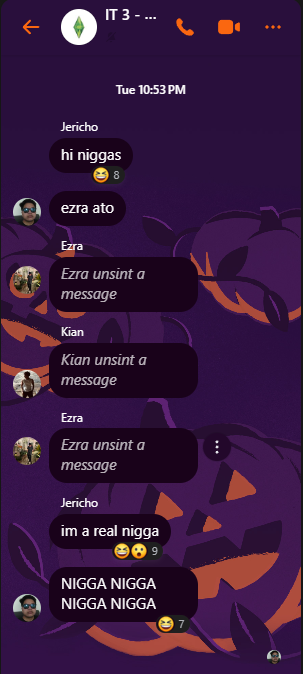 IT 3 - ...
Tue 10:53 PM
Jericho
hi niggas
8
ezra ato
Ezra
Ezra unsint a
message
Kian
Kian unsint a
message
Ezra
Ezra unsint a
message
Jericho
im a real nigga
9
NIGGA NIGGA
NIGGA NIGGA
7